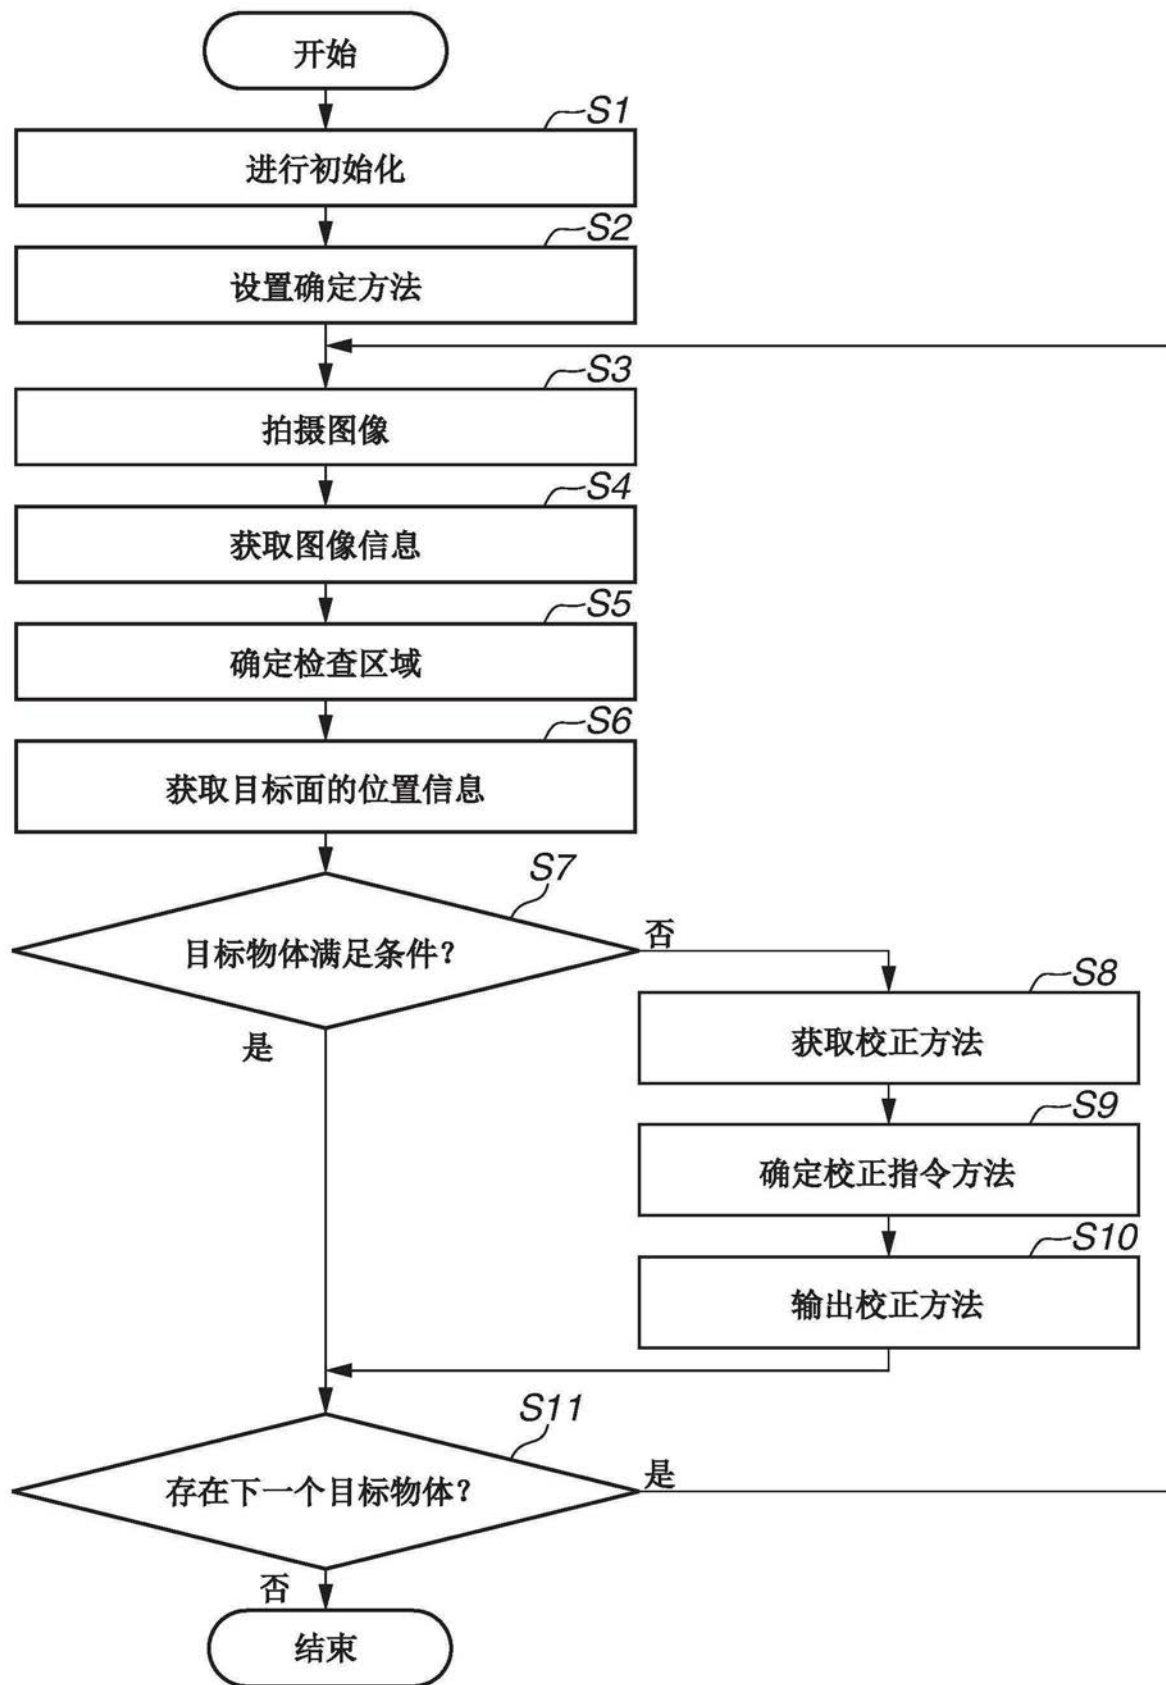 开始
S1
进行初始化
S2
设置确定方法
S3
拍摄图像
S4
获取图像信息
S5
确定检查区域
S6
获取目标面的位置信息
S7
目标物体满足条件？
否
是
S8
获取校正方法
S9
确定校正指令方法
S10
输出校正方法
S11
存在下一个目标物体？
是
否
结束